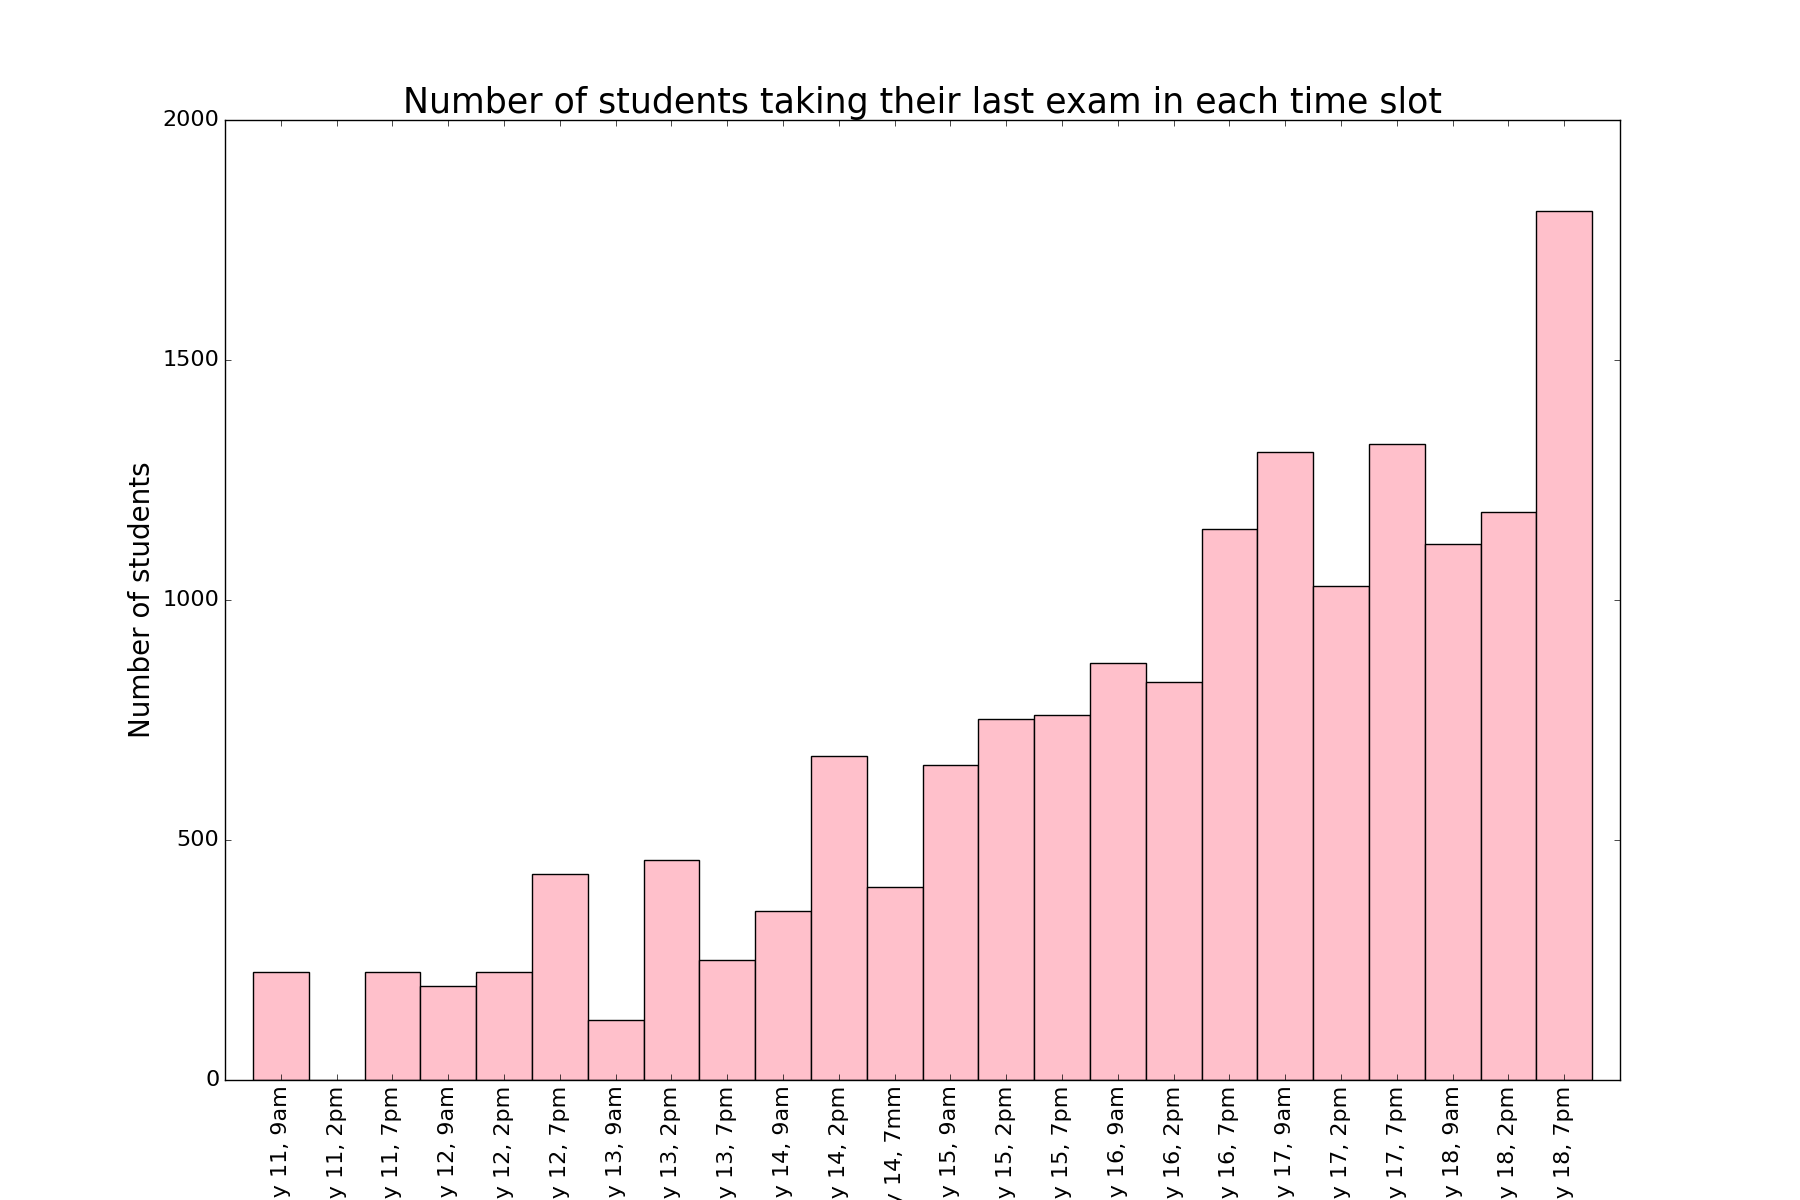 Number of students taking their last exam in each time slot
Number of students
2000
1500
1000
500
0
y 11, 9am
y 11, 2pm
y 11, 7pm
y 12, 9am
y 12, 2pm
y 12, 7pm
y 13, 9am
y 13, 2pm
y 13, 7pm
y 14, 9am
y 14, 2pm
y 14, 7mm
y 15, 9am
y 15, 2pm
y 15, 7pm
y 16, 9am
y 16, 2pm
y 16, 7pm
y 17, 9am
y 17, 2pm
y 17, 7pm
y 18, 9am
y 18, 2pm
y 18, 7pm